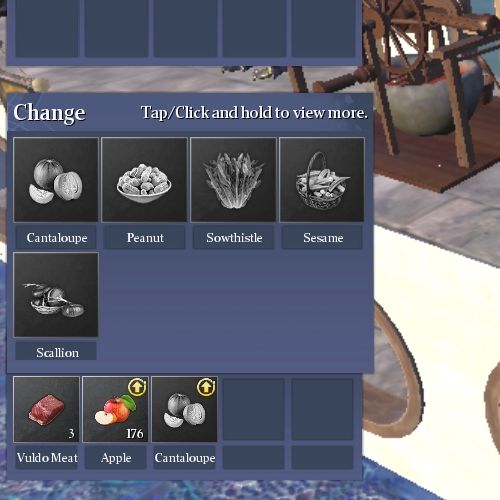 Change
Tap/Click and hold to view more.
Cantaloupe
Peanut
Sowthistle
Sesame
Scallion
3
176
Vuldo Meat
Apple
Cantaloupe